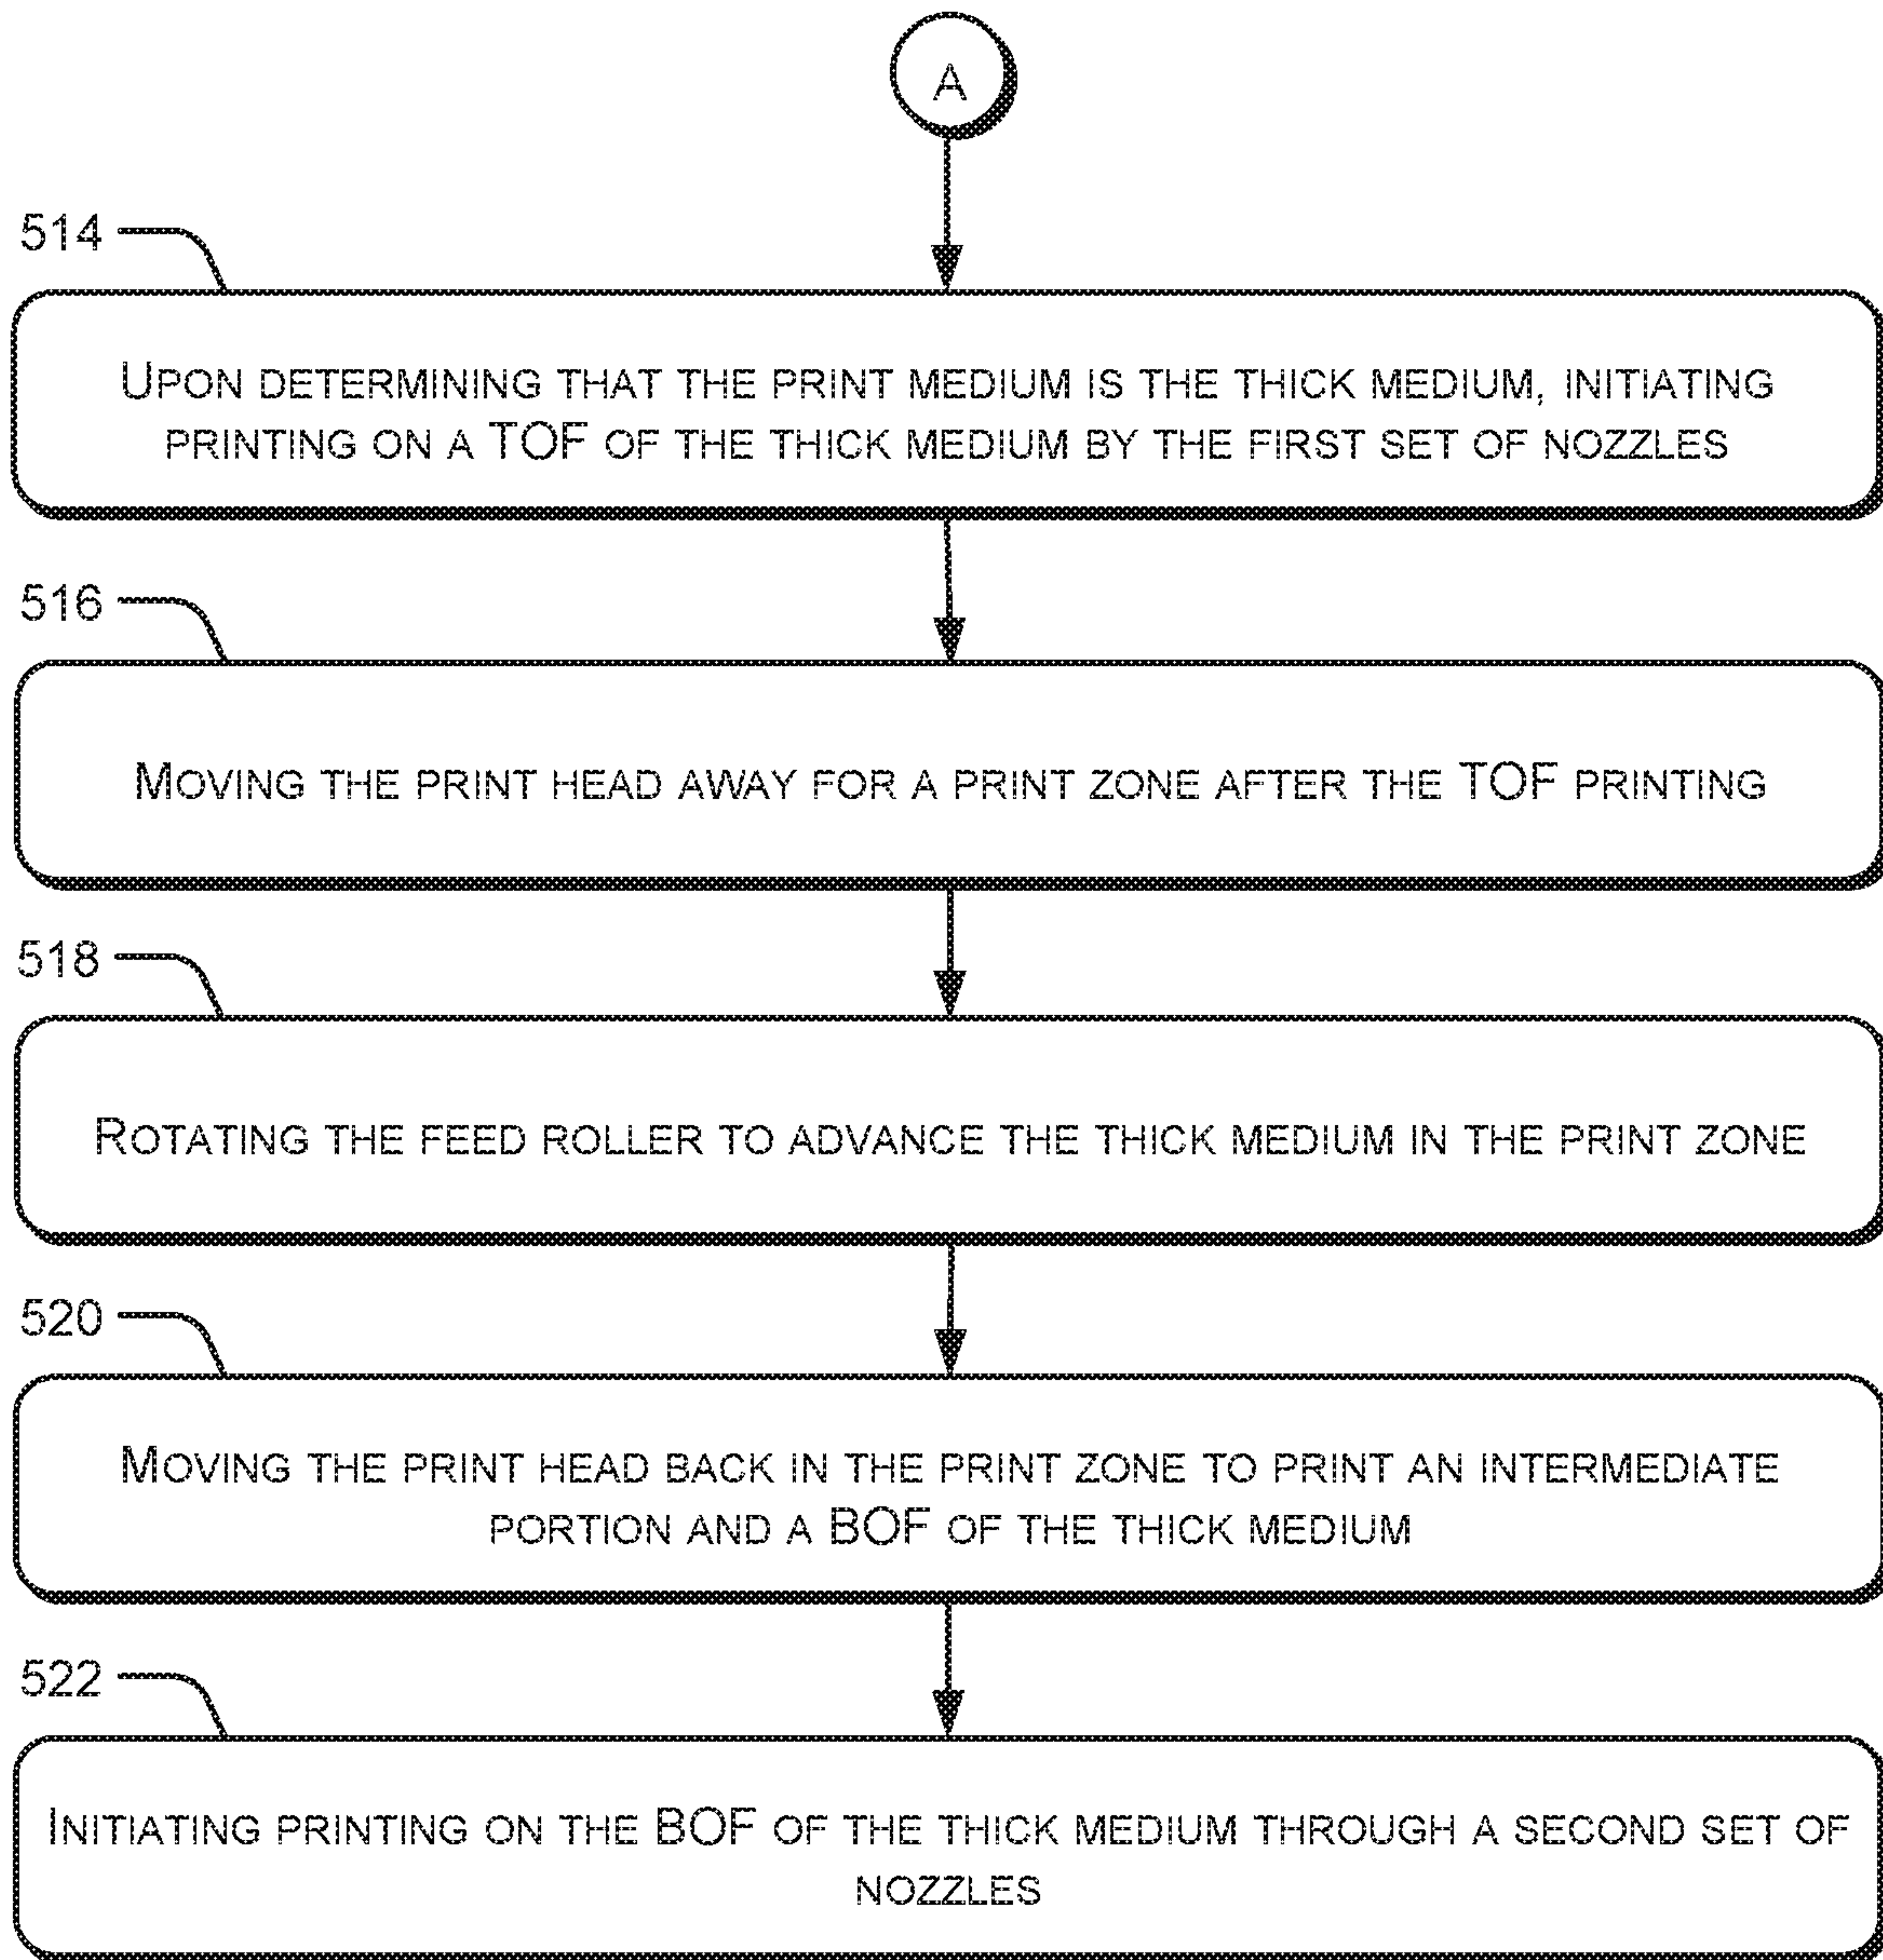 A
514
UPON DETERMINING THAT THE PRINT MEDIUM IS THE THICK MEDIUM, INITIATING
PRINTING ON A TOF OF THE THICK MEDIUM BY THE FIRST SET OF NOZZLES
516
MOVING THE PRINT HEAD AWAY FOR A PRINT ZONE AFTER THE TOF PRINTING
518
ROTATING THE FEED ROLLER TO ADVANCE THE THICK MEDIUM IN THE PRINT ZONE
520
MOVING THE PRINT HEAD BACK IN THE PRINT ZONE TO PRINT AN INTERMEDIATE
PORTION AND A BOF OF THE THICK MEDIUM
522
INITIATING PRINTING ON THE BOF OF THE THICK MEDIUM THROUGH A SECOND SET OF
NOZZLES